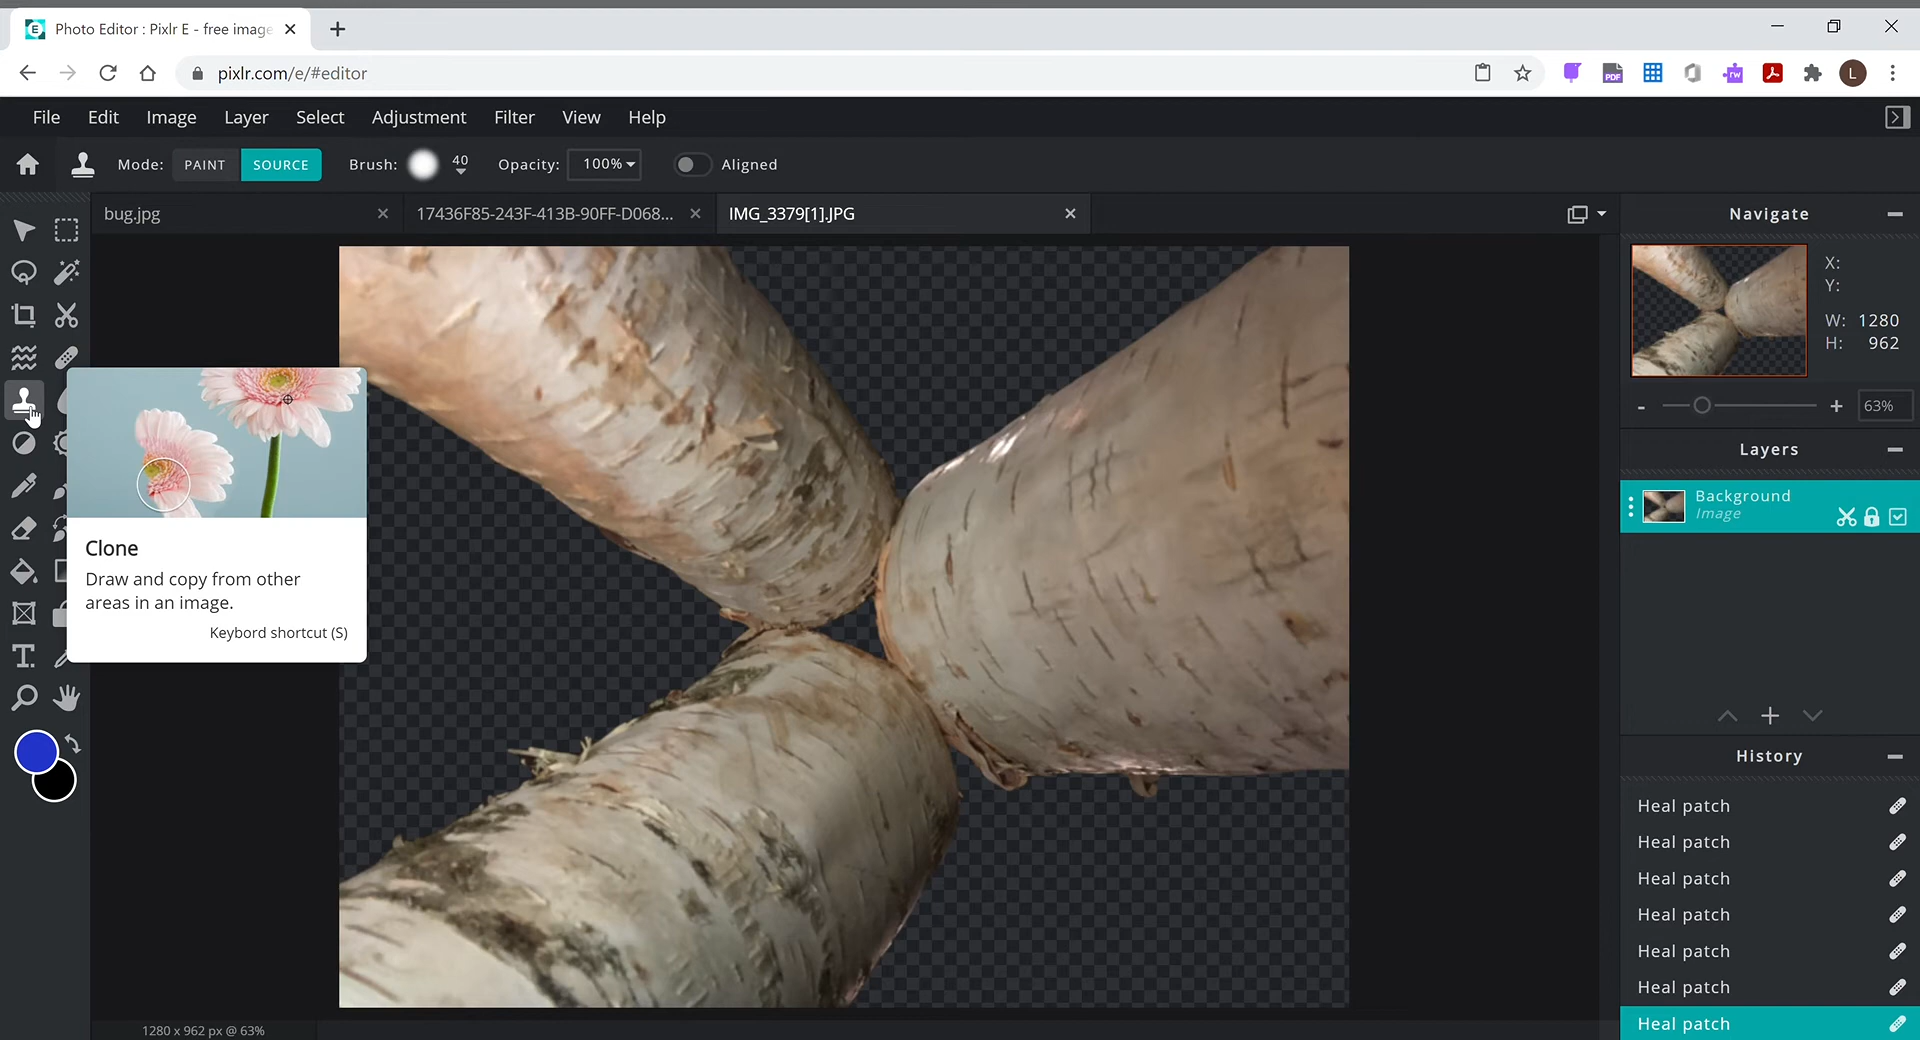 Photo Editor : Pixlr E - free image
pixlr.com/e/#editor
L
File Edit Image Layer Select Adjustment Filter View Help
Mode: PAINT SOURCE Brush: 40 Opacity: 100% Aligned
bug.jpg 17436F85-243F-413B-90FF-D068... IMG_3379[1].JPG
Navigate
X:
Y:
W: 1280
H: 962
- + 63%
Layers
Background
Image
Clone
Draw and copy from other
areas in an image.
Keybord shortcut (S)
History
Heal patch
Heal patch
Heal patch
Heal patch
Heal patch
Heal patch
Heal patch
1280 x 962 px @ 63%